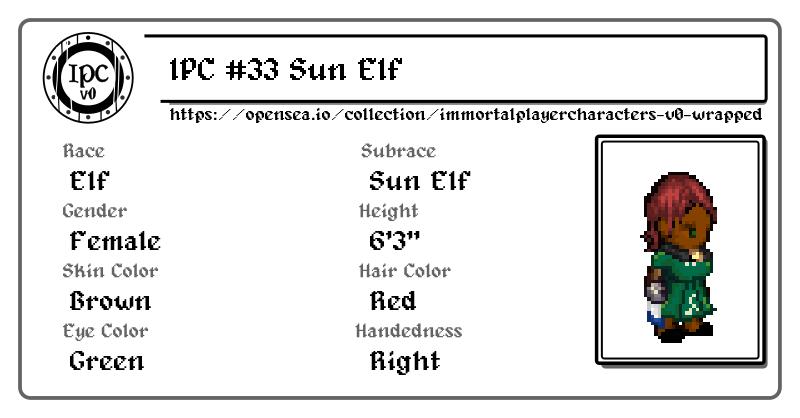 IPC
v0
IPC #33 Sun Elf
https://opensea.io/collection/immortalplayercharacters-v0-wrapped
Race
Subrace
Elf
Sun Elf
Gender
Height
Female
6'3"
Skin Color
Hair Color
Brown
Red
Eye Color
Handedness
Green
Right